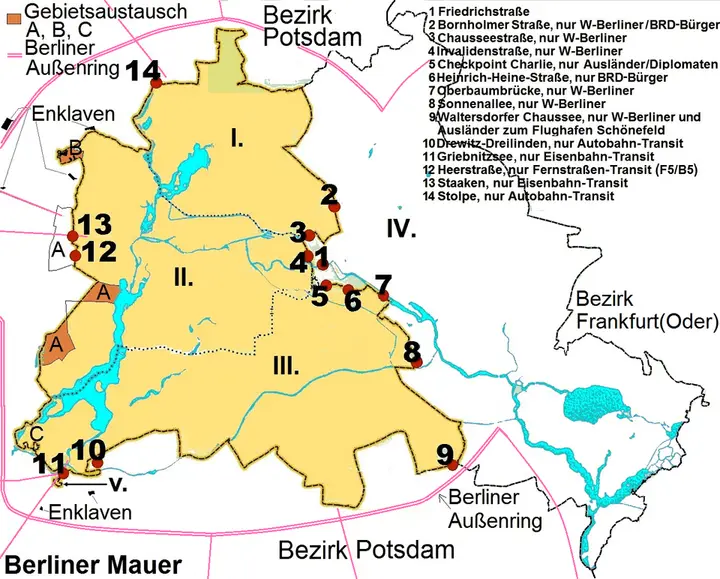 Gebietsaustausch
A, B, C
Berliner
Außenring
Bezirk
Potsdam
1 Friedrichstraße
2 Bornholmer Straße, nur W-Berliner/BRD-Bürger
3 Chausseestraße, nur W-Berliner
4 Invalidenstraße, nur W-Berliner
5 Checkpoint Charlie, nur Ausländer/Diplomaten
6 Heinrich-Heine-Straße, nur BRD-Bürger
7 Oberbaumbrücke, nur W-Berliner
8 Sonnenallee, nur W-Berliner
9 Waltersdorfer Chaussee, nur W-Berliner und
Ausländer zum Flughafen Schönefeld
10 Drewitz-Dreilinden, nur Autobahn-Transit
11 Griebnitzsee, nur Eisenbahn-Transit
12 Heerstraße, nur Fernstraßen-Transit (F5/B5)
13 Staaken, nur Eisenbahn-Transit
14 Stolpe, nur Autobahn-Transit
14
Enklaven
B
I.
2
13
3
IV.
A
12
4
1
II.
5
6
7
A
Bezirk
Frankfurt(Oder)
A
8
III.
C
11
10
9
V.
Enklaven
Berliner
Außenring
Bezirk Potsdam
Berliner Mauer